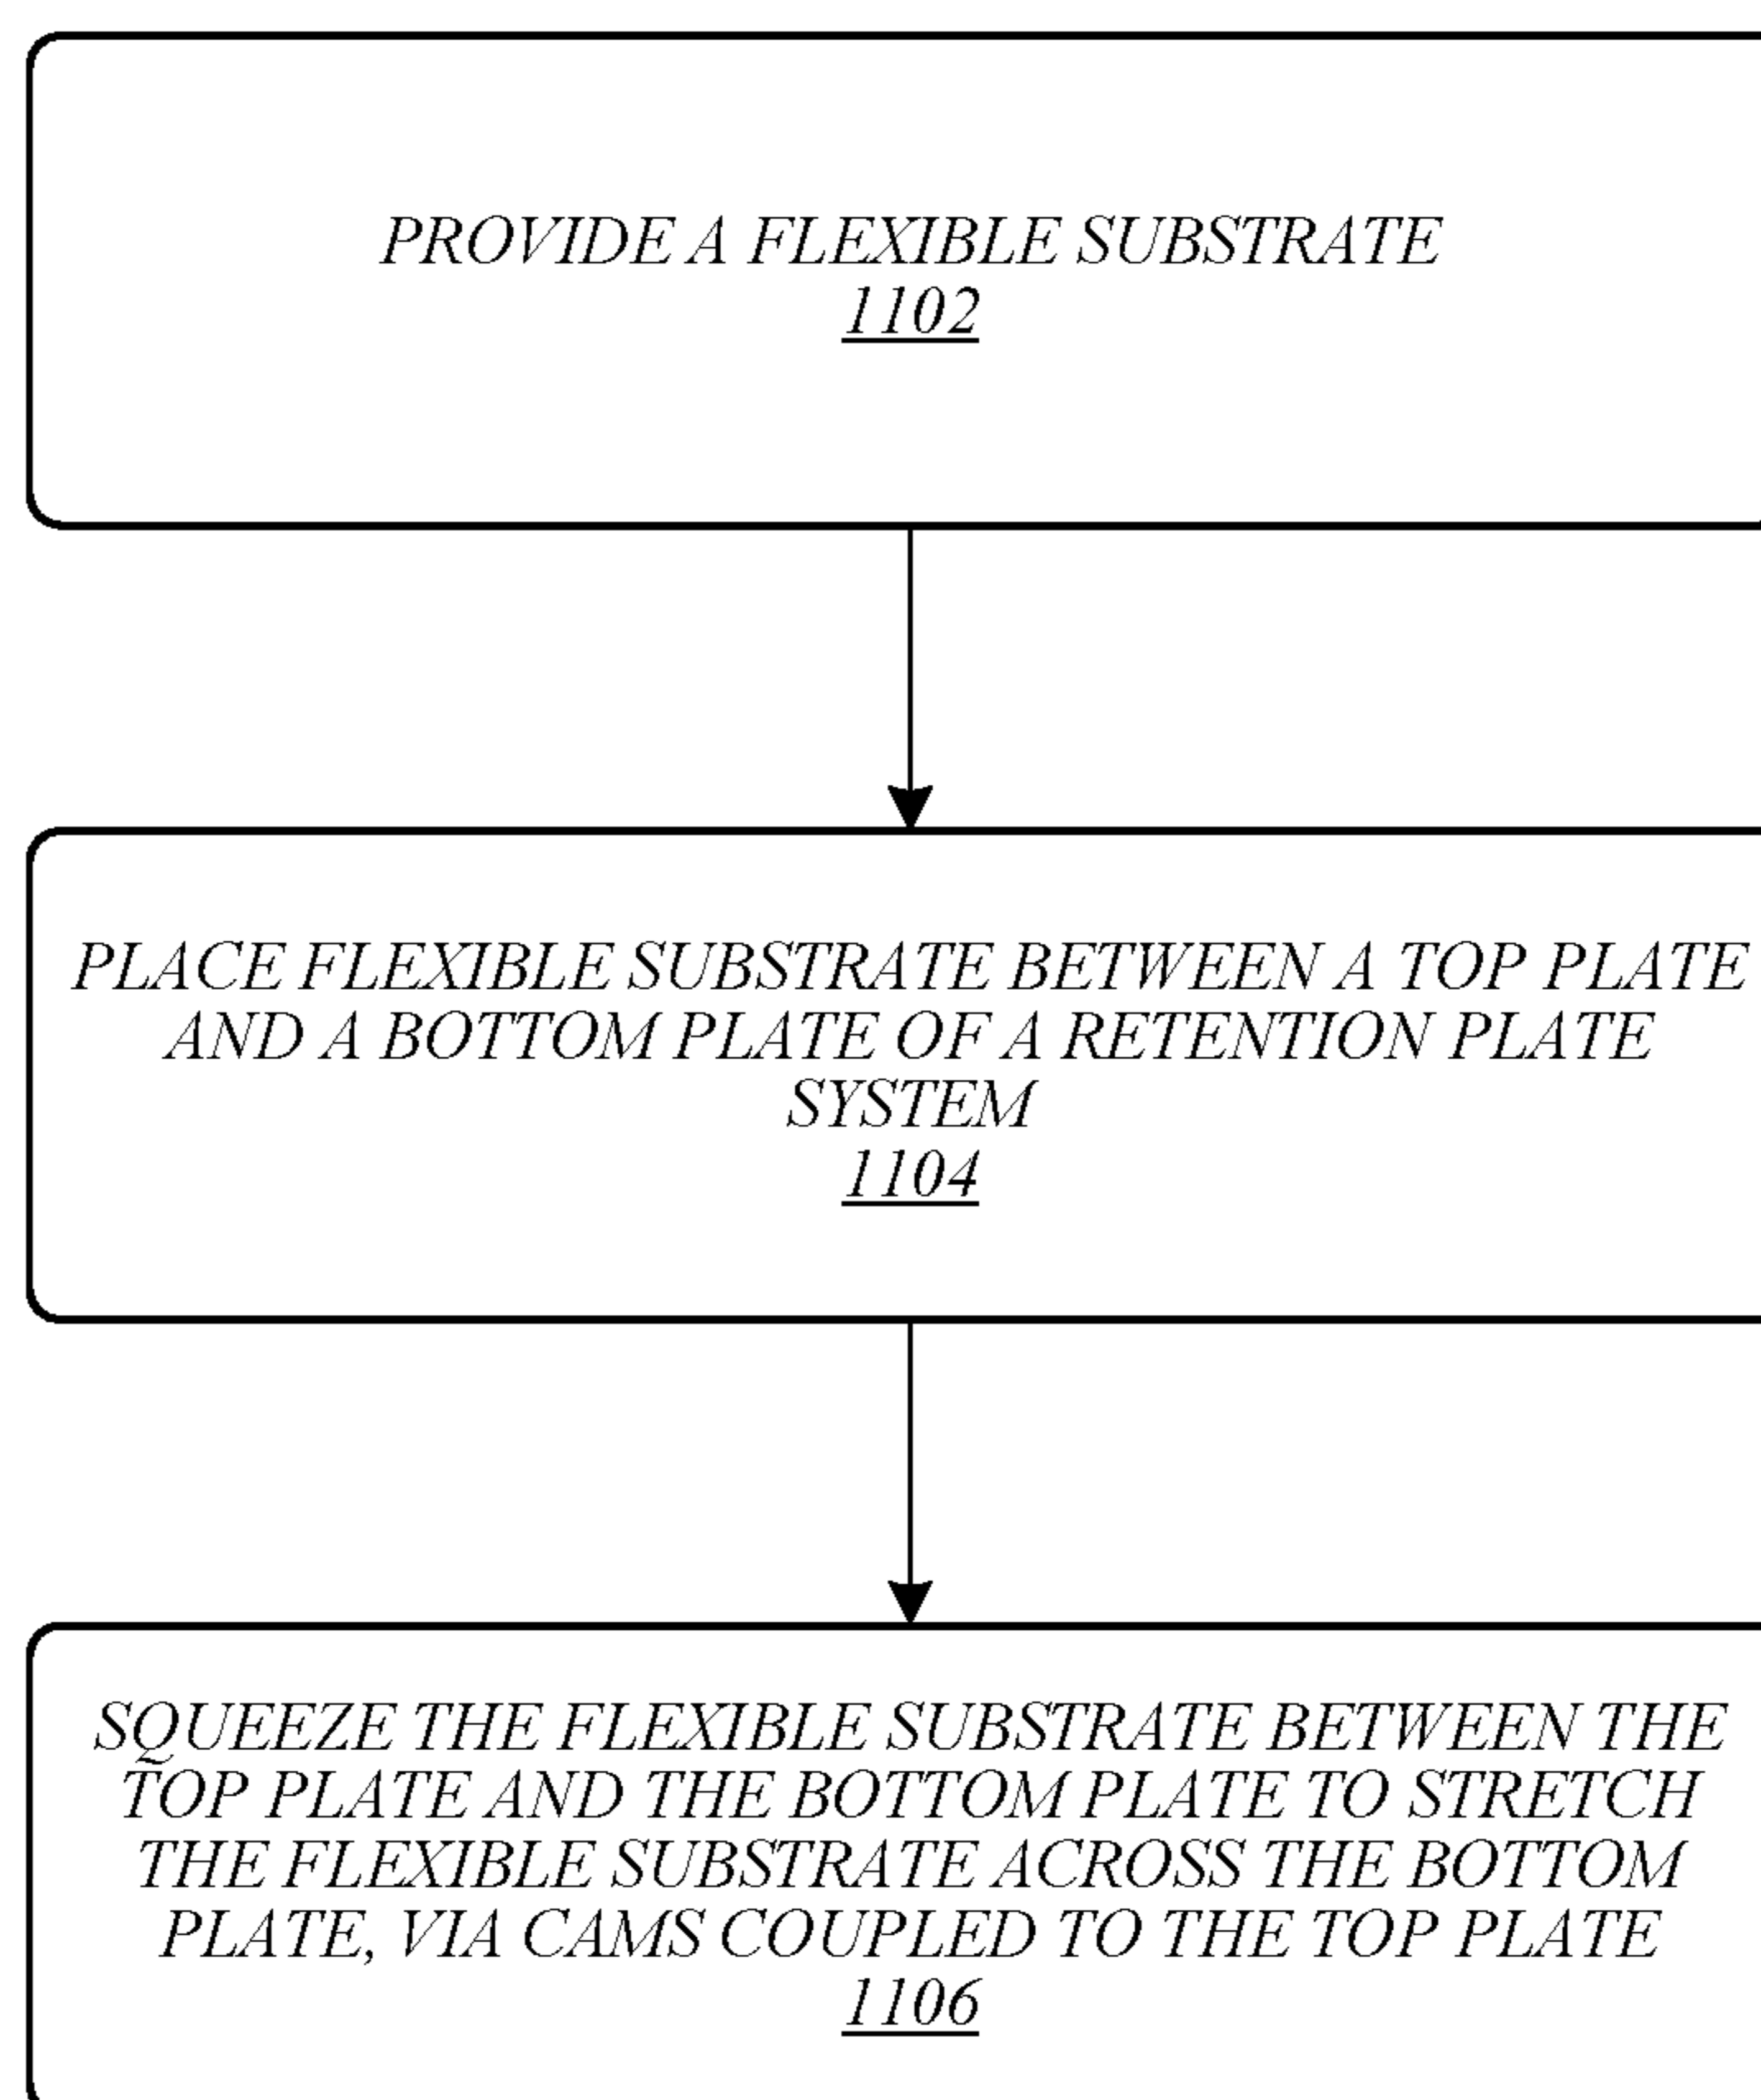 PROVIDE A FLEXIBLE SUBSTRATE
1102
PLACE FLEXIBLE SUBSTRATE BETWEEN A TOP PLATE
AND A BOTTOM PLATE OF A RETENTION PLATE
SYSTEM
1104
SQUEEZE THE FLEXIBLE SUBSTRATE BETWEEN THE
TOP PLATE AND THE BOTTOM PLATE TO STRETCH
THE FLEXIBLE SUBSTRATE ACROSS THE BOTTOM
PLATE, VIA CAMS COUPLED TO THE TOP PLATE
1106